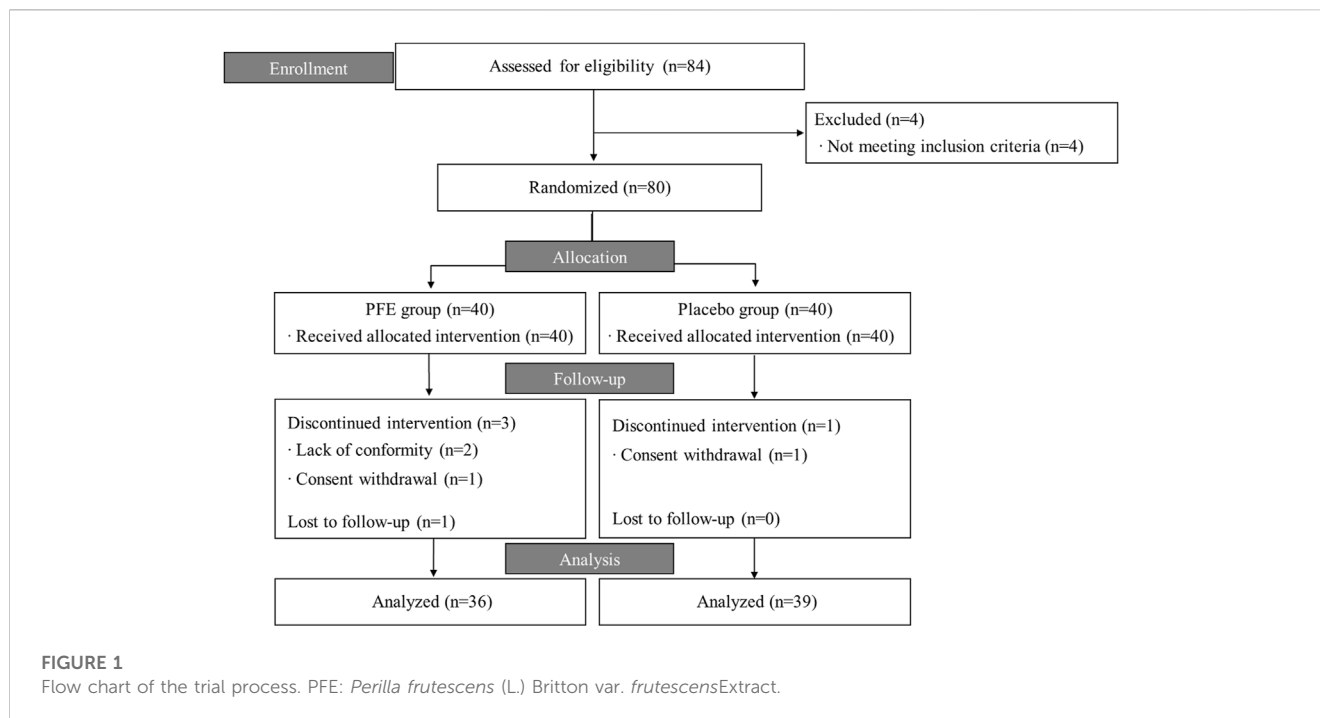 Enrollment
Assessed for eligibility (n=84)
Excluded (n=4)
· Not meeting inclusion criteria (n=4)
Randomized (n=80)
Allocation
PFE group (n=40)
· Received allocated intervention (n=40)
Placebo group (n=40)
· Received allocated intervention (n=40)
Follow-up
Discontinued intervention (n=3)
· Lack of conformity (n=2)
· Consent withdrawal (n=1)
Lost to follow-up (n=1)
Discontinued intervention (n=1)
· Consent withdrawal (n=1)
Lost to follow-up (n=0)
Analysis
Analyzed (n=36)
Analyzed (n=39)
FIGURE 1
Flow chart of the trial process. PFE: Perilla frutescens (L.) Britton var. frutescensExtract.